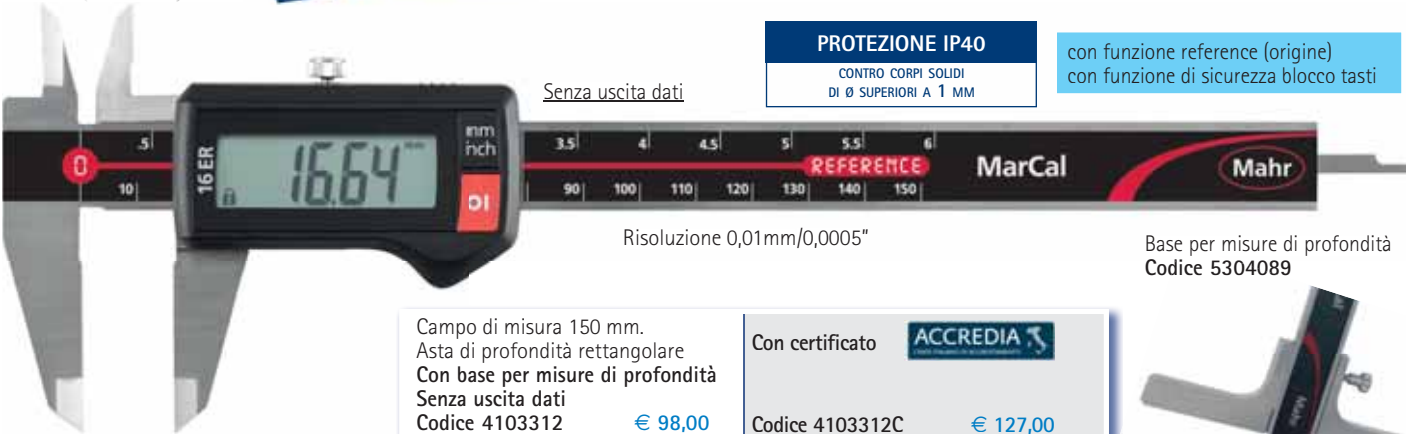 PROTEZIONE IP40
CONTRO CORPI SOLIDI
DI Ø SUPERIORI A 1 MM
con funzione reference (origine)
con funzione di sicurezza blocco tasti
Senza uscita dati
0
.5
10
16 ER
16.64
mm
inch
3.5 4 4.5 5 5.5 6
REFERENCE
90 100 110 120 130 140 150
MarCal
Mahr
Risoluzione 0,01mm/0,0005"
Base per misure di profondità
Codice 5304089
Campo di misura 150 mm.
Asta di profondità rettangolare
Con base per misure di profondità
Senza uscita dati
Codice 4103312 € 98,00
Con certificato
ACCREDIA
Codice 4103312C € 127,00
Mahr